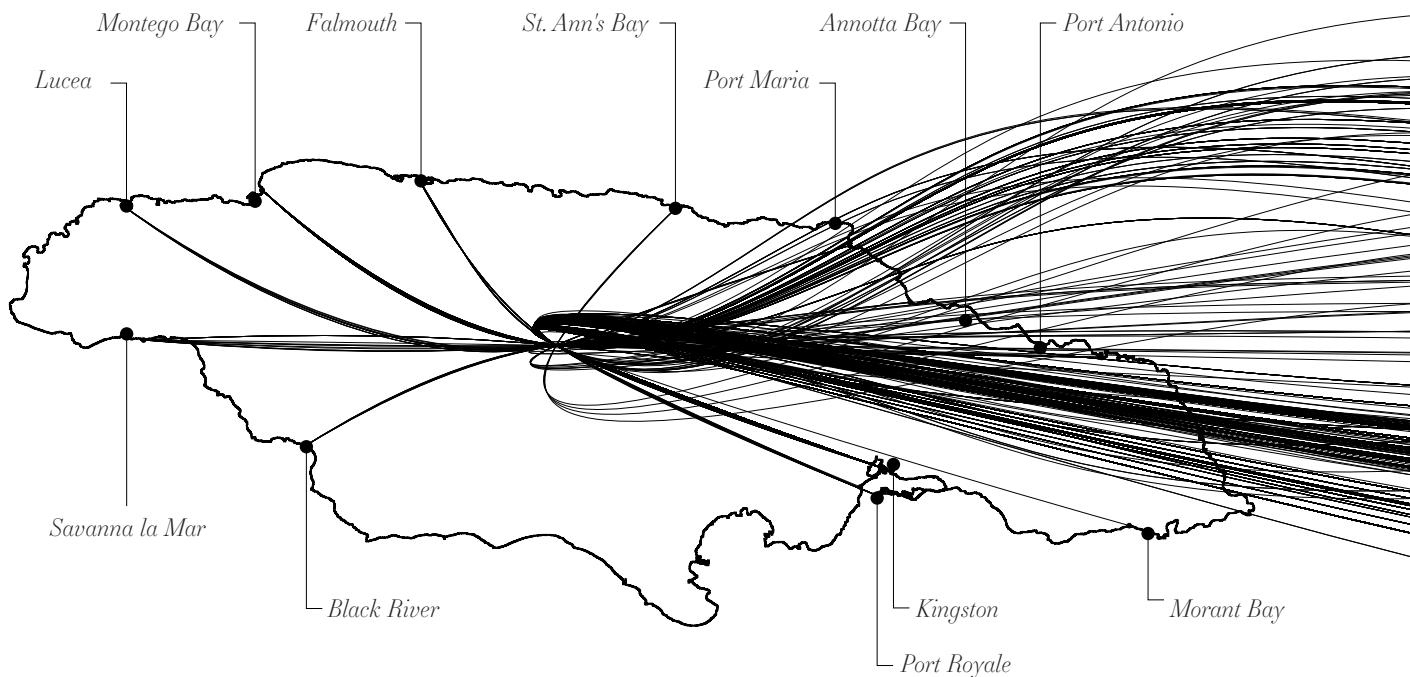 Montego Bay
Falmouth
St. Ann's Bay
Annotta Bay
Port Antonio
Lucea
Port Maria
Savanna la Mar
Black River
Kingston
Morant Bay
Port Royale